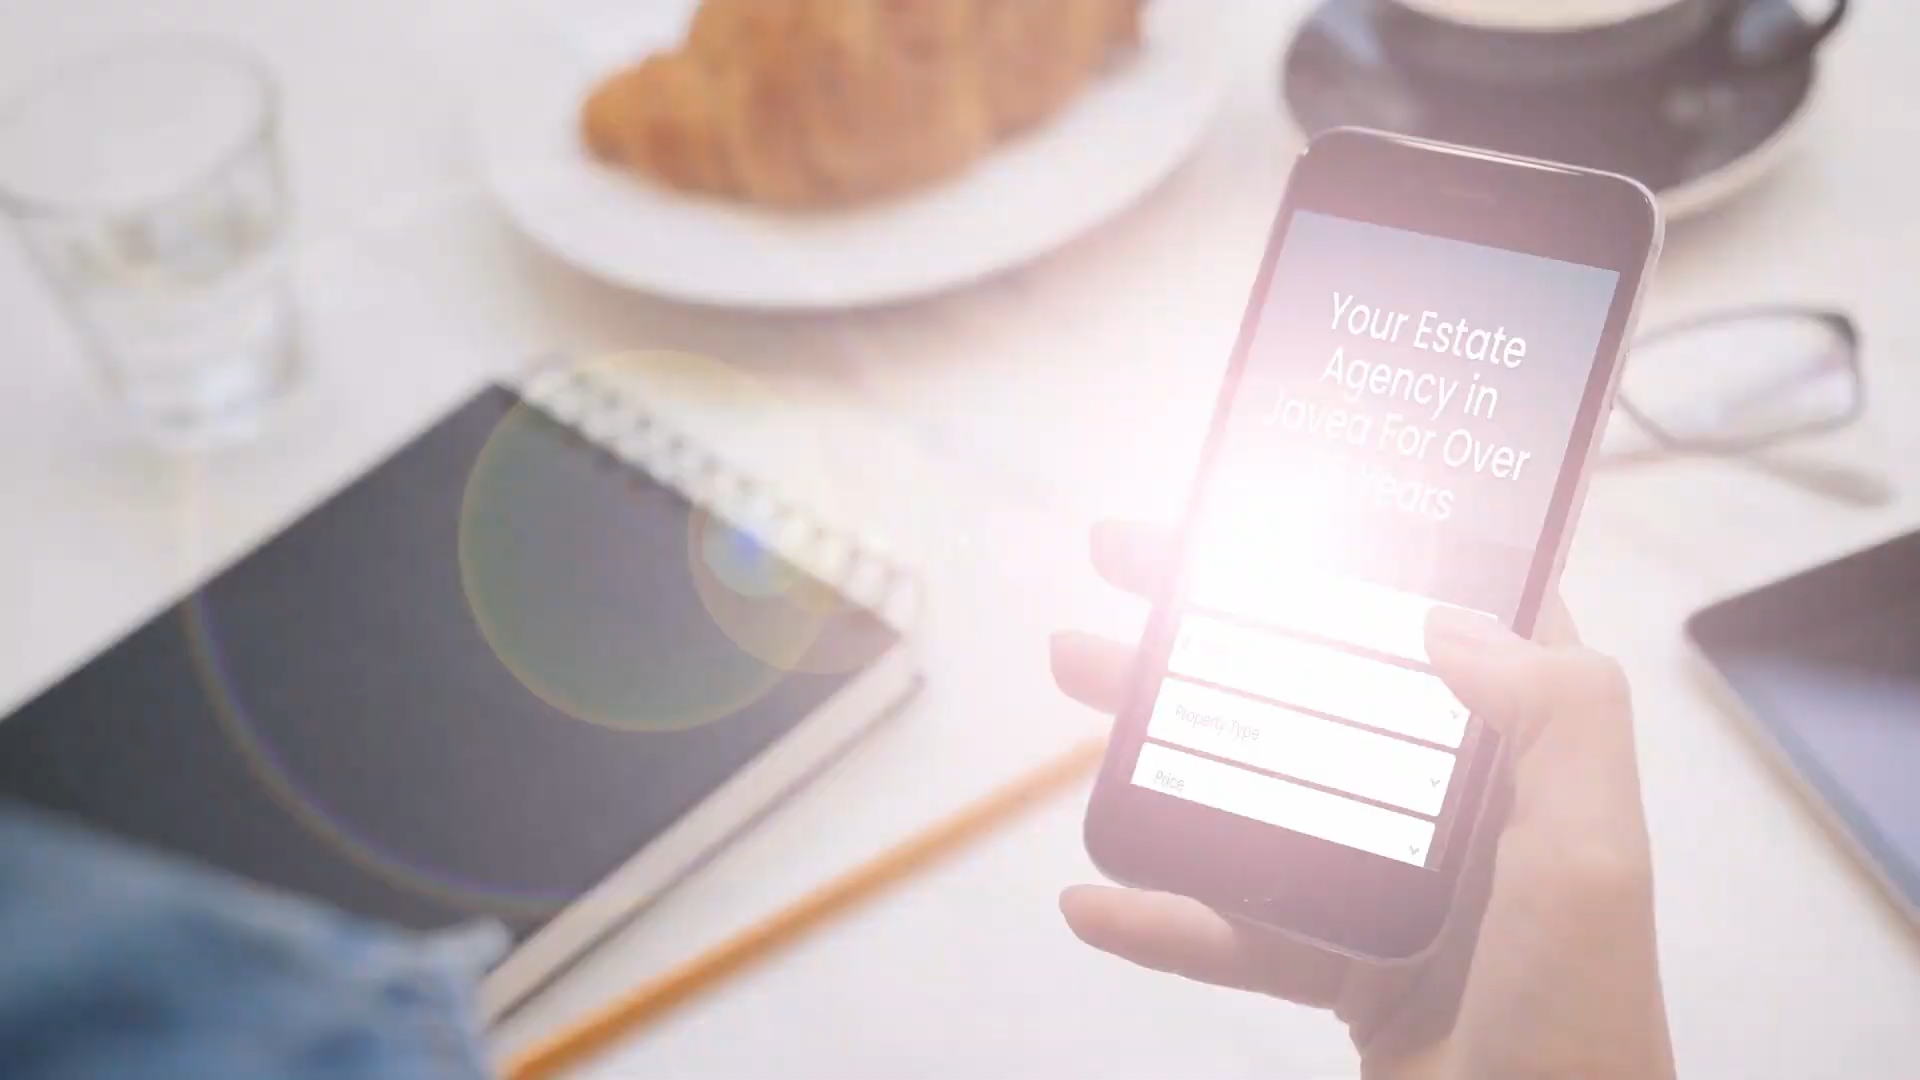 Your Estate
Agency in
Javea For Over
Years
Property Type
Price